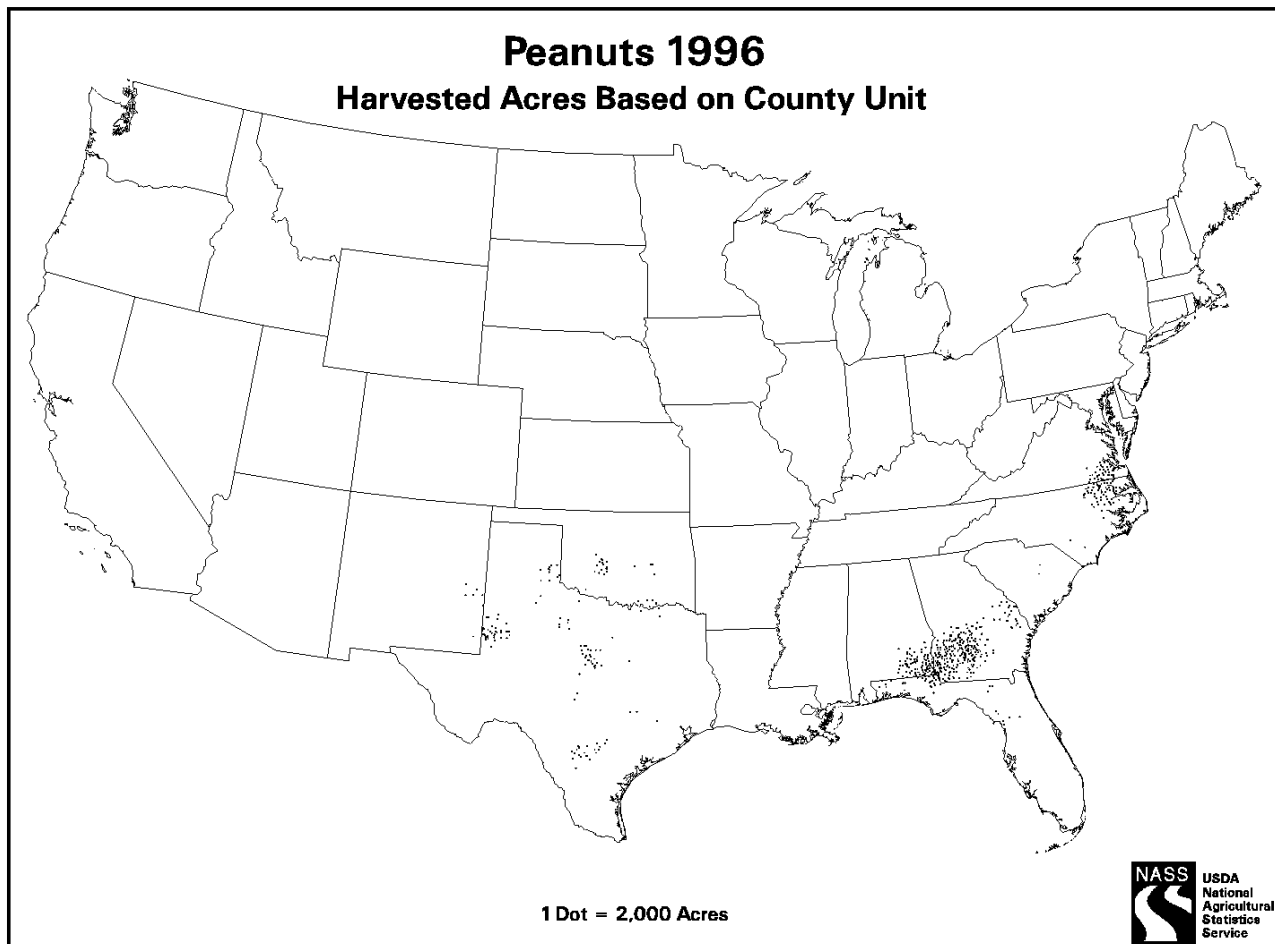 Peanuts 1996
Harvested Acres Based on County Unit
1 Dot = 2,000 Acres
NASS
USDA
National
Agricultural
Statistics
Service